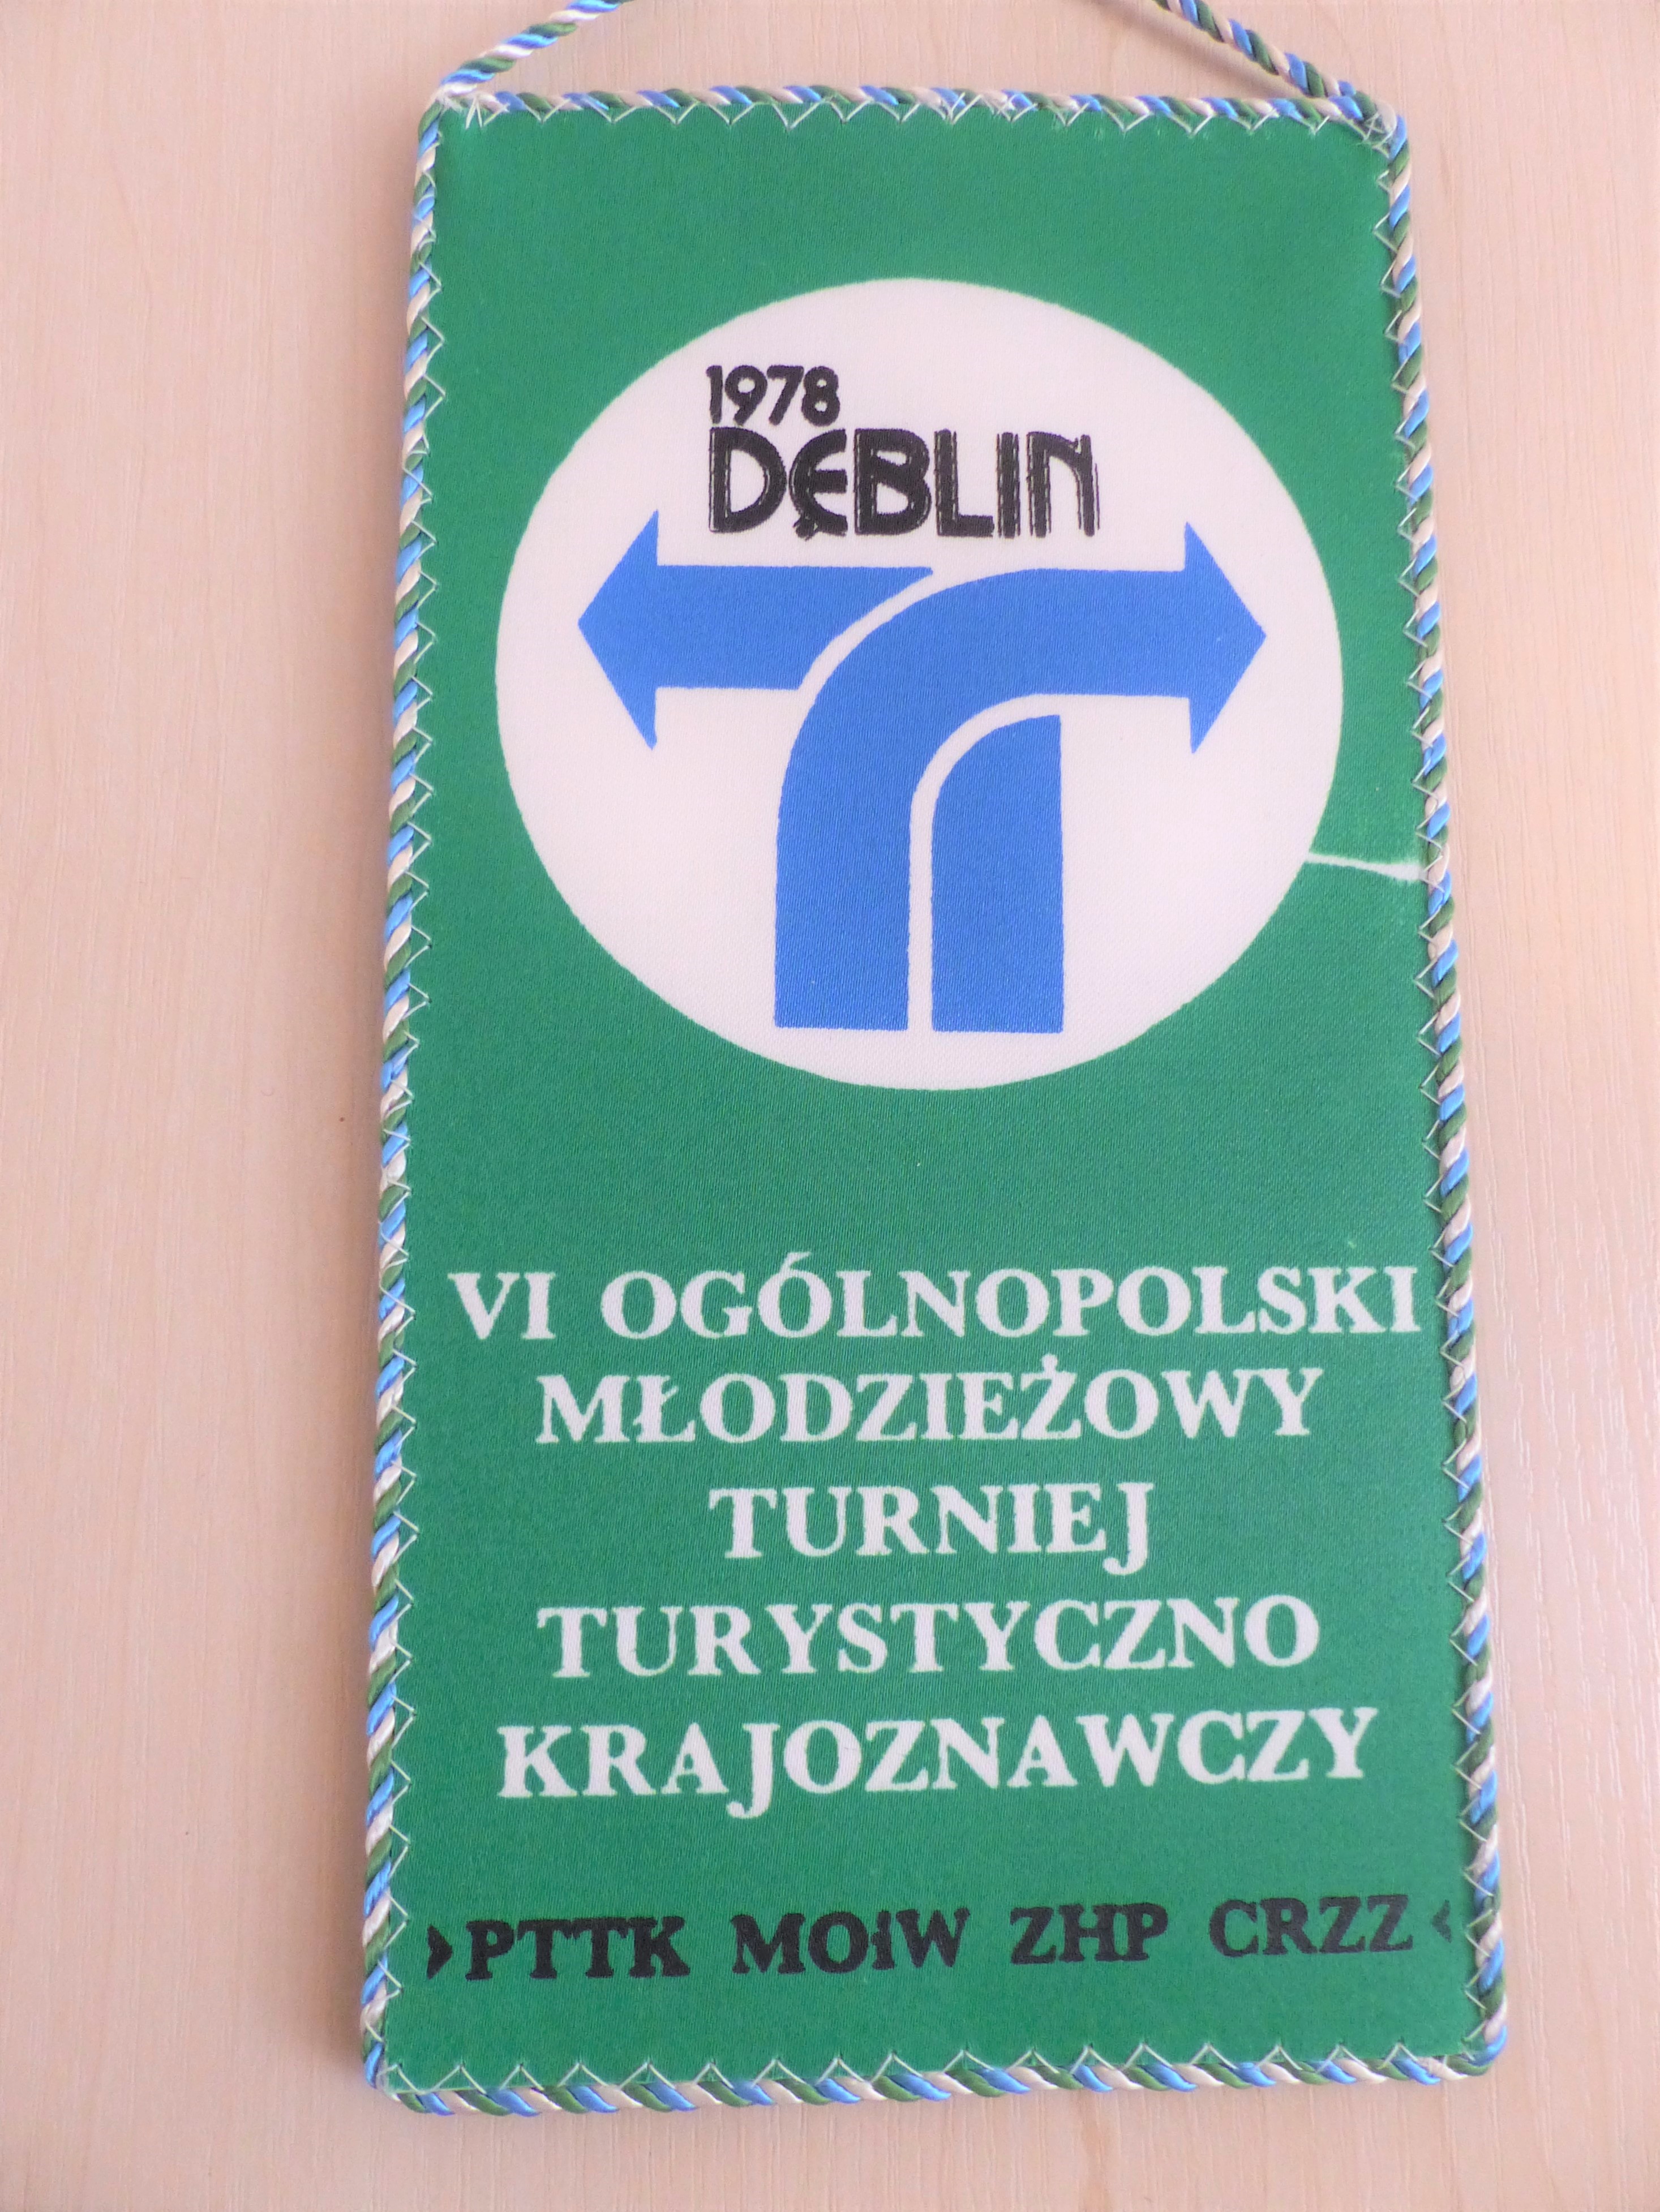 1978
DĘBLIN
VI OGÓLNOPOLSKI
MŁODZIEŻOWY
TURNIEJ
TURYSTYCZNO
KRAJOZNAWCZY
PTTK MOiW ZHP CRZZ